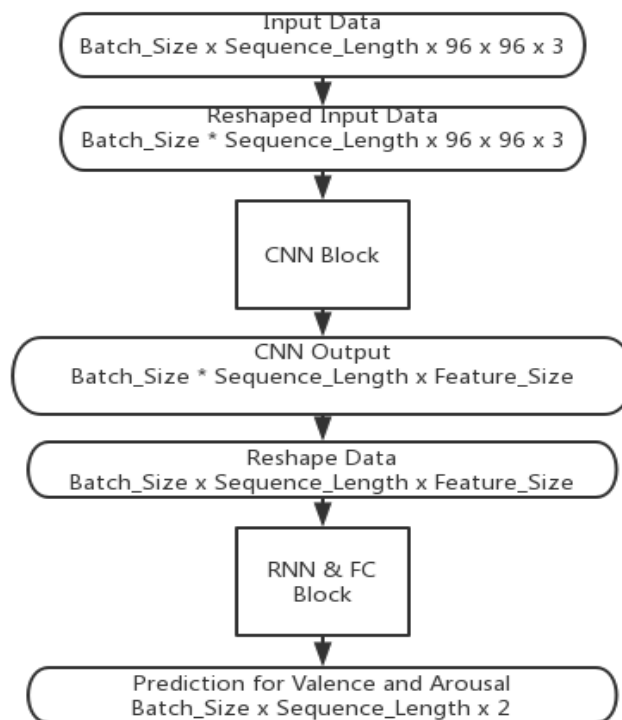 Input Data
Batch_Size x Sequence_Length x 96 x 96 x 3
Reshaped Input Data
Batch_Size * Sequence_Length x 96 x 96 x 3
CNN Block
CNN Output
Batch_Size * Sequence_Length x Feature_Size
Reshape Data
Batch_Size x Sequence_Length x Feature_Size
RNN & FC
Block
Prediction for Valence and Arousal
Batch_Size x Sequence_Length x 2